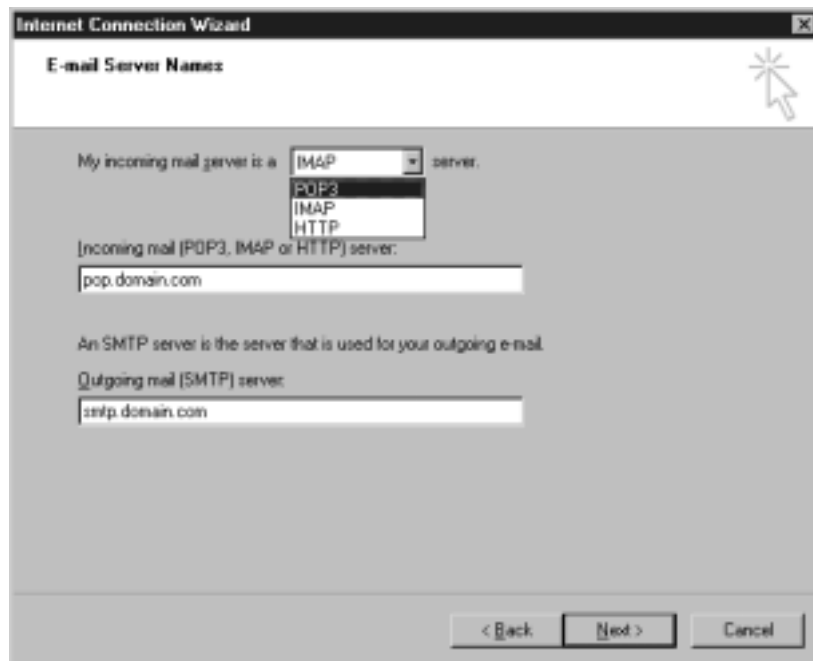 Internet Connection Wizard
E-mail Server Names
My incoming mail server is a IMAP server.
POP3
IMAP
HTTP
Incoming mail (POP3, IMAP or HTTP) server:
pop.domain.com
An SMTP server is the server that is used for your outgoing e-mail.
Outgoing mail (SMTP) server:
smtp.domain.com
< Back Next > Cancel